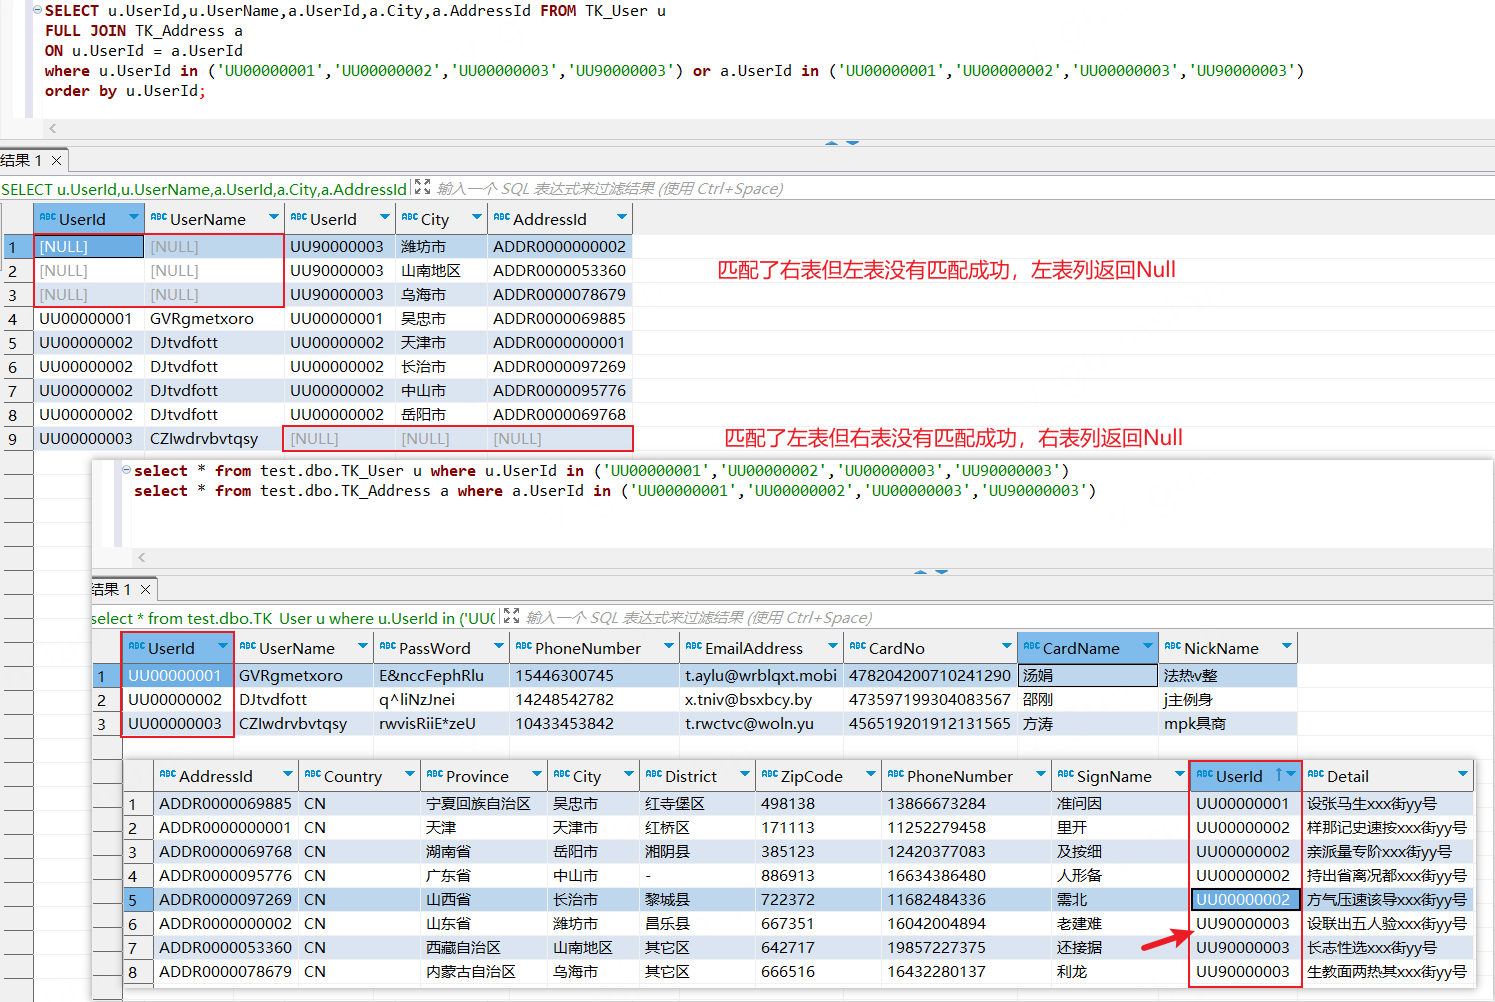 SELECT u.UserId,u.UserName,a.UserId,a.City,a.AddressId FROM TK_User u
FULL JOIN TK_Address a
ON u.UserId = a.UserId
where u.UserId in ('UU00000001','UU00000002','UU00000003','UU90000003') or a.UserId in ('UU00000001','UU00000002','UU00000003','UU90000003')
order by u.UserId;
结果 1
SELECT u.UserId,u.UserName,a.UserId,a.City,a.AddressId 输入一个 SQL 表达式来过滤结果 (使用 Ctrl+Space)
ABC UserId ABC UserName ABC UserId ABC City ABC AddressId
1 [NULL] [NULL] UU90000003 潍坊市 ADDR0000000002
2 [NULL] [NULL] UU90000003 山南地区 ADDR0000053360
匹配了右表但左表没有匹配成功，左表列返回Null
3 [NULL] [NULL] UU90000003 乌海市 ADDR0000078679
4 UU00000001 GVRgmetxoro UU00000001 吴忠市 ADDR0000069885
5 UU00000002 DJtvdfott UU00000002 天津市 ADDR0000000001
6 UU00000002 DJtvdfott UU00000002 长治市 ADDR0000097269
7 UU00000002 DJtvdfott UU00000002 中山市 ADDR0000095776
8 UU00000002 DJtvdfott UU00000002 岳阳市 ADDR0000069768
9 UU00000003 CZIwdrvbvtqsy [NULL] [NULL] [NULL]
匹配了左表但右表没有匹配成功，右表列返回Null
select * from test.dbo.TK_User u where u.UserId in ('UU00000001','UU00000002','UU00000003','UU90000003')
select * from test.dbo.TK_Address a where a.UserId in ('UU00000001','UU00000002','UU00000003','UU90000003')
结果 1
select * from test.dbo.TK_User u where u.UserId in ('UU0 输入一个 SQL 表达式来过滤结果 (使用 Ctrl+Space)
ABC UserId ABC UserName ABC PassWord ABC PhoneNumber ABC EmailAddress ABC CardNo ABC CardName ABC NickName
1 UU00000001 GVRgmetxoro E&nccFephRlu 15446300745 t.aylu@wrblqxt.mobi 478204200710241290 汤娟 法热v整
2 UU00000002 DJtvdfott q^liNzJnei 14248542782 x.tniv@bsxbcy.by 473597199304083567 邵刚 j主例身
3 UU00000003 CZIwdrvbvtqsy rwvisRiiE*zeU 10433453842 t.rwctvc@woln.yu 456519201912131565 方涛 mpk具商
ABC AddressId ABC Country ABC Province ABC City ABC District ABC ZipCode ABC PhoneNumber ABC SignName ABC UserId ABC Detail
1 ADDR0000069885 CN 宁夏回族自治区 吴忠市 红寺堡区 498138 13866673284 准问因 UU00000001 设张马生xxx街yy号
2 ADDR0000000001 CN 天津 天津市 红桥区 171113 11252279458 里开 UU00000002 样那记史速按xxx街yy号
3 ADDR0000069768 CN 湖南省 岳阳市 湘阴县 385123 12420377083 及按细 UU00000002 亲派量专阶xxx街yy号
4 ADDR0000095776 CN 广东省 中山市 - 886913 16634386480 人形备 UU00000002 持出省离况都xxx街yy号
5 ADDR0000097269 CN 山西省 长治市 黎城县 722372 11682484336 需北 UU00000002 方气压速该导xxx街yy号
6 ADDR0000000002 CN 山东省 潍坊市 昌乐县 667351 16042004894 老建难 UU90000003 设联出五人验xxx街yy号
7 ADDR0000053360 CN 西藏自治区 山南地区 其它区 642717 19857227375 还接据 UU90000003 长志性选xxx街yy号
8 ADDR0000078679 CN 内蒙古自治区 乌海市 其它区 666516 16432280137 利龙 UU90000003 生教面两热其xxx街yy号